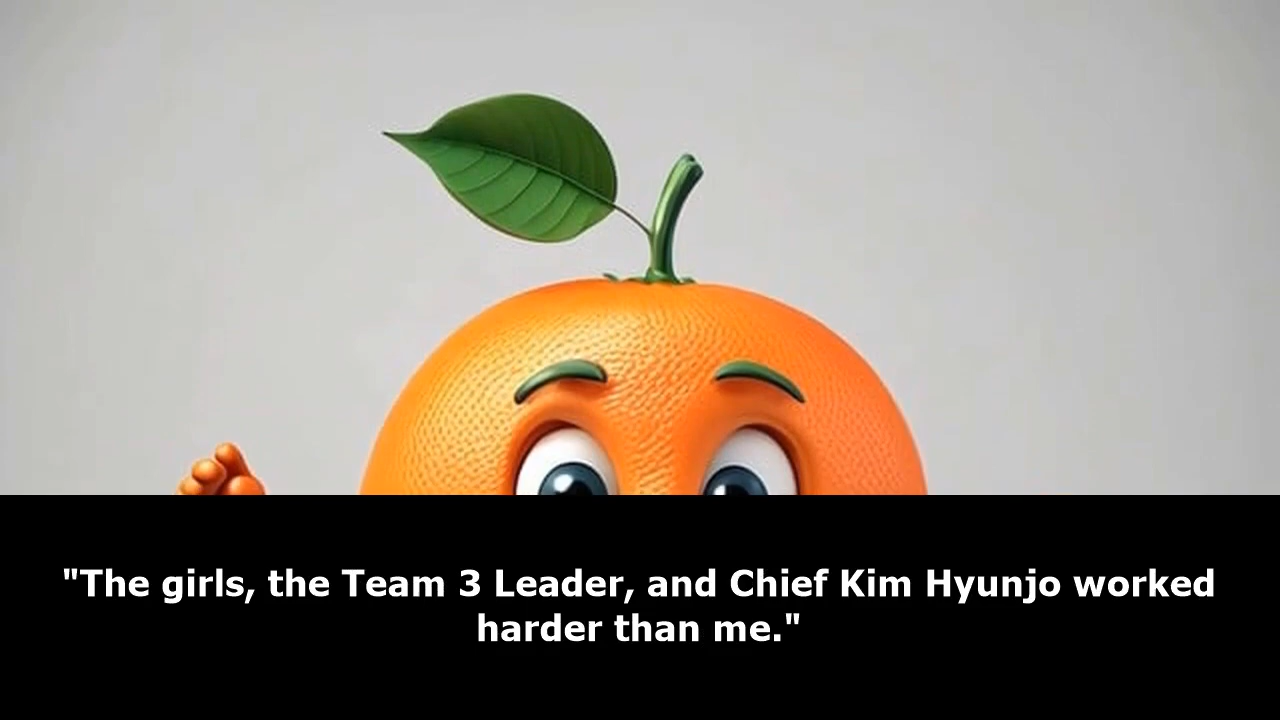 "The girls, the Team 3 Leader, and Chief Kim Hyunjo worked
harder than me."